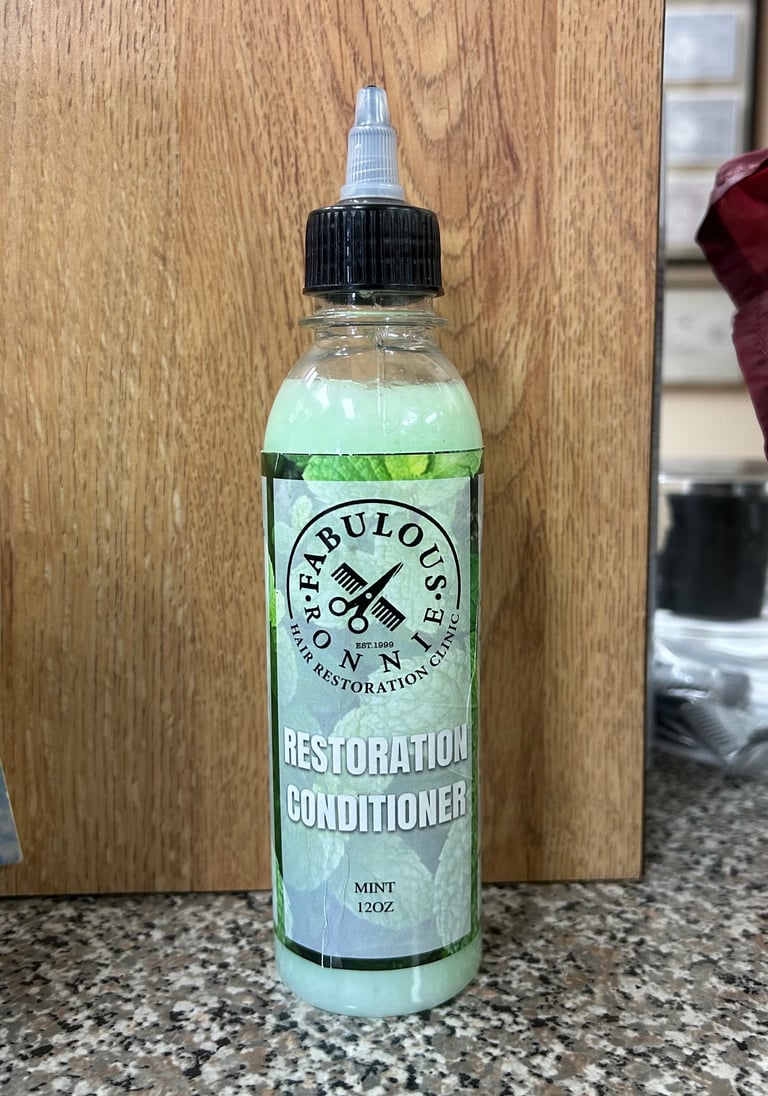 FABULOUS
RONNIE
EST.1999
HAIR RESTORATION CLINIC
RESTORATION
CONDITIONER
MINT
12OZ